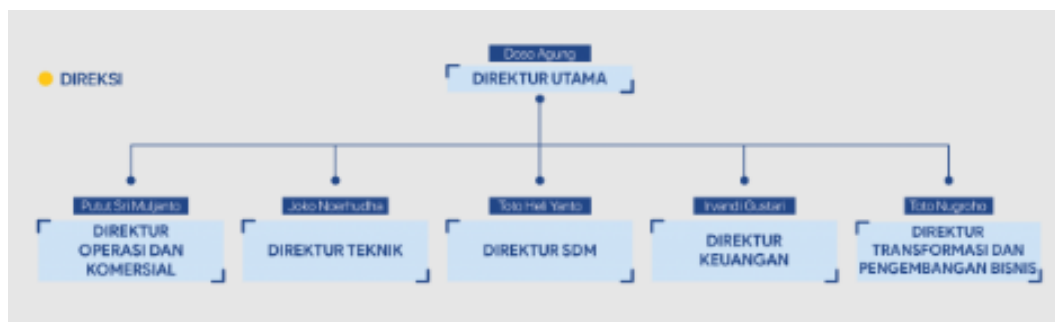 Doso Agung
DIREKSI
DIREKTUR UTAMA
Putut Sri Muljanto
Joko Noerhudha
Toto Heli Yanto
Irvandi Gustari
Toto Nugroho
DIREKTUR
OPERASI DAN
KOMERSIAL
DIREKTUR TEKNIK
DIREKTUR SDM
DIREKTUR
KEUANGAN
DIREKTUR
TRANSFORMASI DAN
PENGEMBANGAN BISNIS